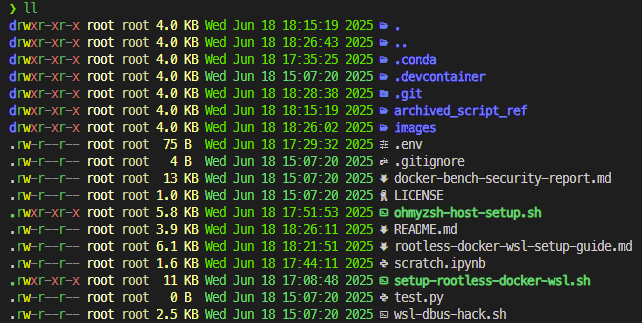 ❯ ll
drwxr-xr-x root root 4.0 KB Wed Jun 18 18:15:19 2025 .
drwxr-xr-x root root 4.0 KB Wed Jun 18 18:26:43 2025 ..
drwxr-xr-x root root 4.0 KB Wed Jun 18 17:35:25 2025 .conda
drwxr-xr-x root root 4.0 KB Wed Jun 18 15:07:20 2025 .devcontainer
drwxr-xr-x root root 4.0 KB Wed Jun 18 18:28:38 2025 .git
drwxr-xr-x root root 4.0 KB Wed Jun 18 18:15:19 2025 archived_script_ref
drwxr-xr-x root root 4.0 KB Wed Jun 18 18:26:02 2025 images
.rw-r--r-- root root 75 B Wed Jun 18 17:29:32 2025 .env
.rw-r--r-- root root 4 B Wed Jun 18 15:07:20 2025 .gitignore
.rw-r--r-- root root 13 KB Wed Jun 18 15:07:20 2025 docker-bench-security-report.md
.rw-r--r-- root root 1.0 KB Wed Jun 18 15:07:20 2025 LICENSE
.rwxr-xr-x root root 5.8 KB Wed Jun 18 17:51:53 2025 ohmyzsh-host-setup.sh
.rw-r--r-- root root 3.9 KB Wed Jun 18 18:26:11 2025 README.md
.rw-r--r-- root root 6.1 KB Wed Jun 18 18:21:51 2025 rootless-docker-wsl-setup-guide.md
.rw-r--r-- root root 1.6 KB Wed Jun 18 17:44:11 2025 scratch.ipynb
.rwxr-xr-x root root 11 KB Wed Jun 18 17:08:48 2025 setup-rootless-docker-wsl.sh
.rw-r--r-- root root 0 B Wed Jun 18 15:07:20 2025 test.py
.rw-r--r-- root root 2.5 KB Wed Jun 18 15:07:20 2025 wsl-dbus-hack.sh